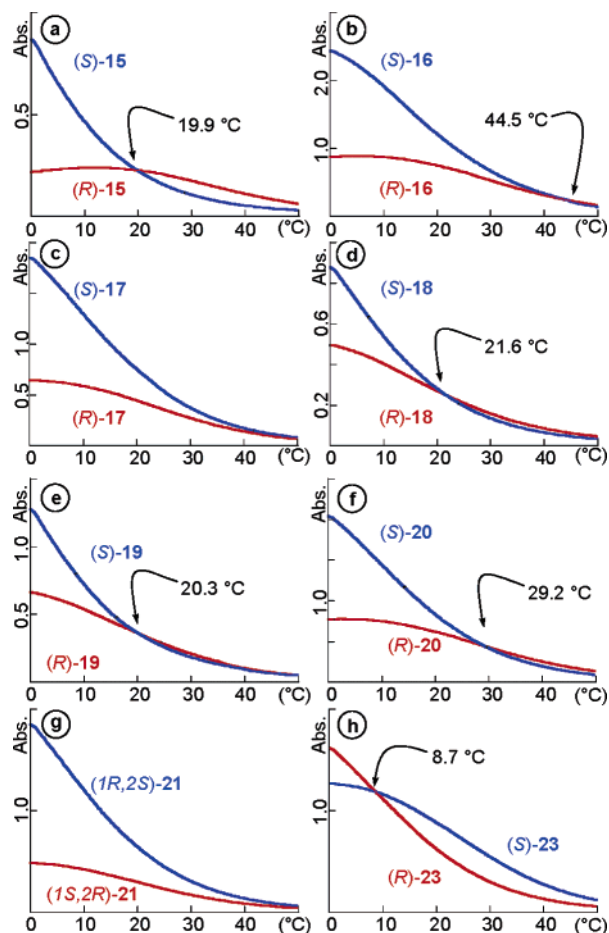 Abs.
a
(S)-15
0.5
19.9 °C
(R)-15
0 10 20 30 40 (°C)
Abs.
b
(S)-16
2.0
44.5 °C
1.0
(R)-16
0 10 20 30 40 (°C)
Abs.
c
(S)-17
1.0
0.5
(R)-17
0 10 20 30 40 (°C)
Abs.
d
(S)-18
0.6
21.6 °C
0.2
(R)-18
0 10 20 30 40 (°C)
Abs.
e
(S)-19
1.0
20.3 °C
0.5
(R)-19
0 10 20 30 40 (°C)
Abs.
f
(S)-20
1.0
29.2 °C
(R)-20
0 10 20 30 40 (°C)
Abs.
g
(1R,2S)-21
1.0
(1S,2R)-21
0 10 20 30 40 (°C)
Abs.
h
8.7 °C
1.0
(S)-23
(R)-23
0 10 20 30 40 (°C)